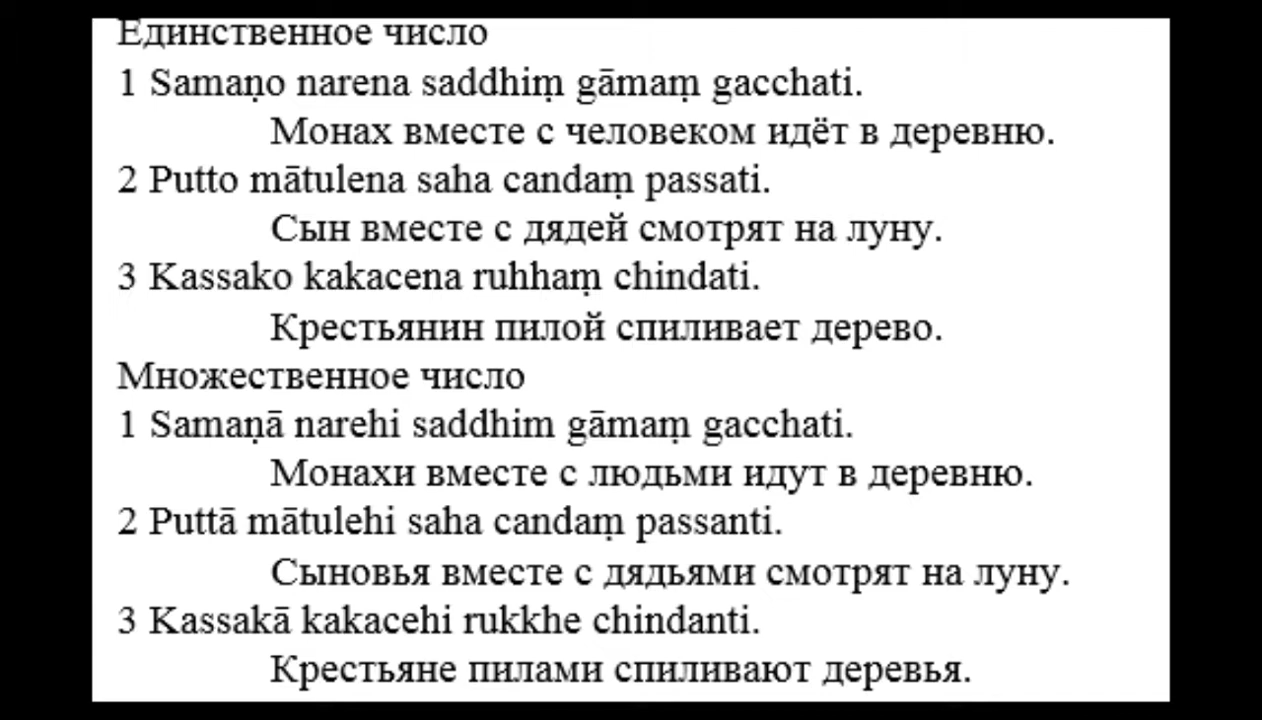 Единственное число
1 Samaṇo narena saddhiṃ gāmaṃ gacchati.
Монах вместе с человеком идёт в деревню.
2 Putto mātulena saha candaṃ passati.
Сын вместе с дядей смотрят на луну.
3 Kassako kakacena ruhhaṃ chindati.
Крестьянин пилой спиливает дерево.
Множественное число
1 Samaṇā narehi saddhim gāmaṃ gacchati.
Монахи вместе с людьми идут в деревню.
2 Puttā mātulehi saha candaṃ passanti.
Сыновья вместе с дядьями смотрят на луну.
3 Kassakā kakacehi rukkhe chindanti.
Крестьяне пилами спиливают деревья.